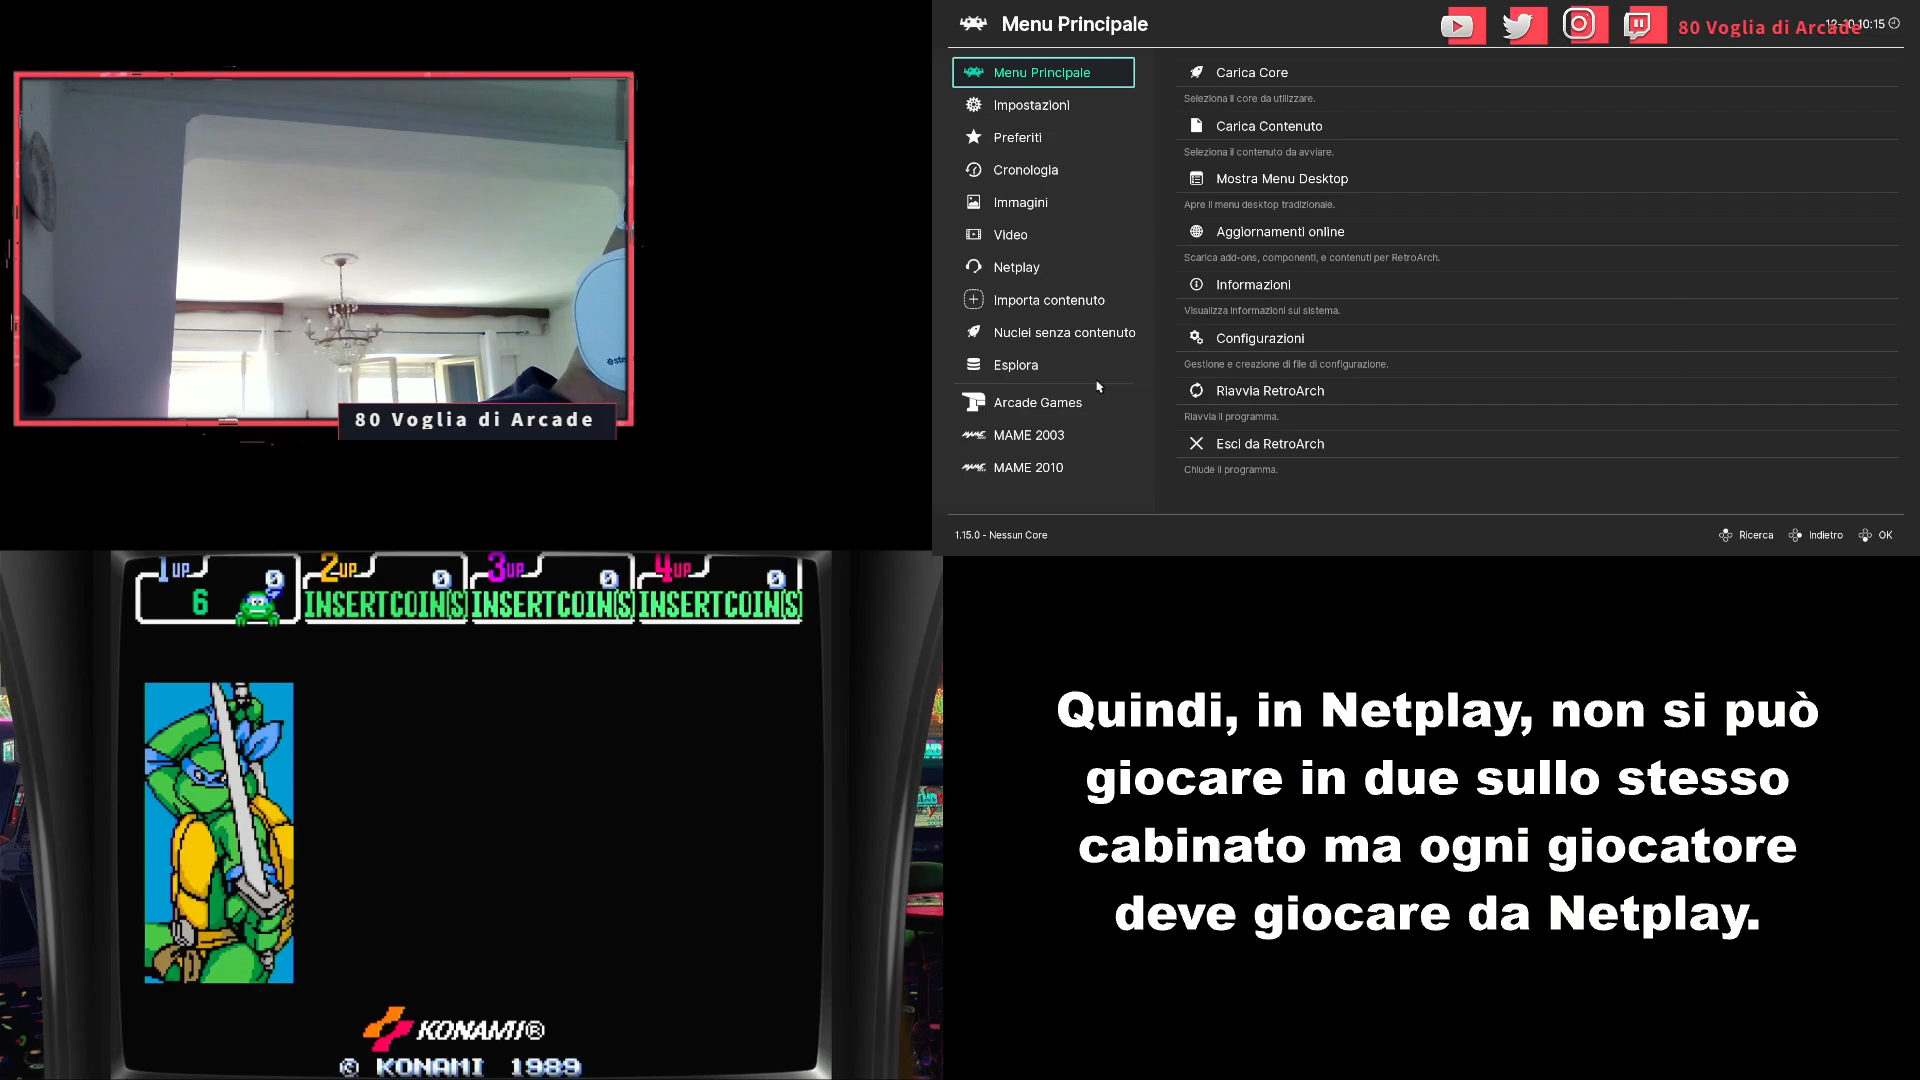 Menu Principale
80 Voglia di Arcade
Menu Principale
Impostazioni
Preferiti
Cronologia
Immagini
Video
Netplay
Importa contenuto
Nuclei senza contenuto
Esplora
Arcade Games
MAME 2003
MAME 2010
Carica Core
Seleziona il core da utilizzare.
Carica Contenuto
Seleziona il contenuto da avviare.
Mostra Menu Desktop
Apre il menu desktop tradizionale.
Aggiornamenti online
Scarica add-ons, componenti, e contenuti per RetroArch.
Informazioni
Visualizza informazioni sul sistema.
Configurazioni
Gestione e creazione di file di configurazione.
Riavvia RetroArch
Riavvia il programma.
Esci da RetroArch
Chiude il programma.
1.15.0 - Nessun Core
Ricerca
Indietro
OK
80 Voglia di Arcade
1UP 0
2UP 0
3UP 0
4UP 0
6
INSERT COIN(S)
INSERT COIN(S)
INSERT COIN(S)
KONAMI®
© KONAMI 1989
Quindi, in Netplay, non si può
giocare in due sullo stesso
cabinato ma ogni giocatore
deve giocare da Netplay.